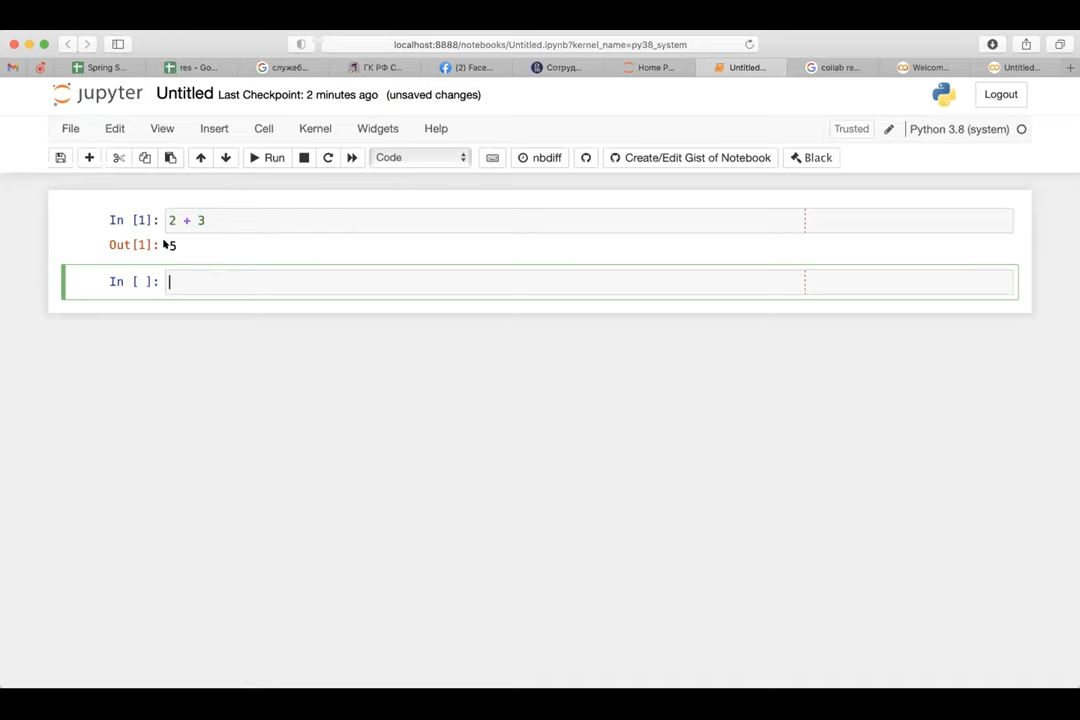 localhost:8888/notebooks/Untitled.ipynb?kernel_name=py38_system
Spring S... res - Go... служеб... ГК РФ С... (2) Face... Сотруд... Home P... Untitled... collab re... Welcom... Untitled...
jupyter Untitled Last Checkpoint: 2 minutes ago (unsaved changes) Logout
File Edit View Insert Cell Kernel Widgets Help Trusted Python 3.8 (system)
Run Code nbdiff Create/Edit Gist of Notebook Black
In [1]: 2 + 3
Out[1]: 5
In [ ]: